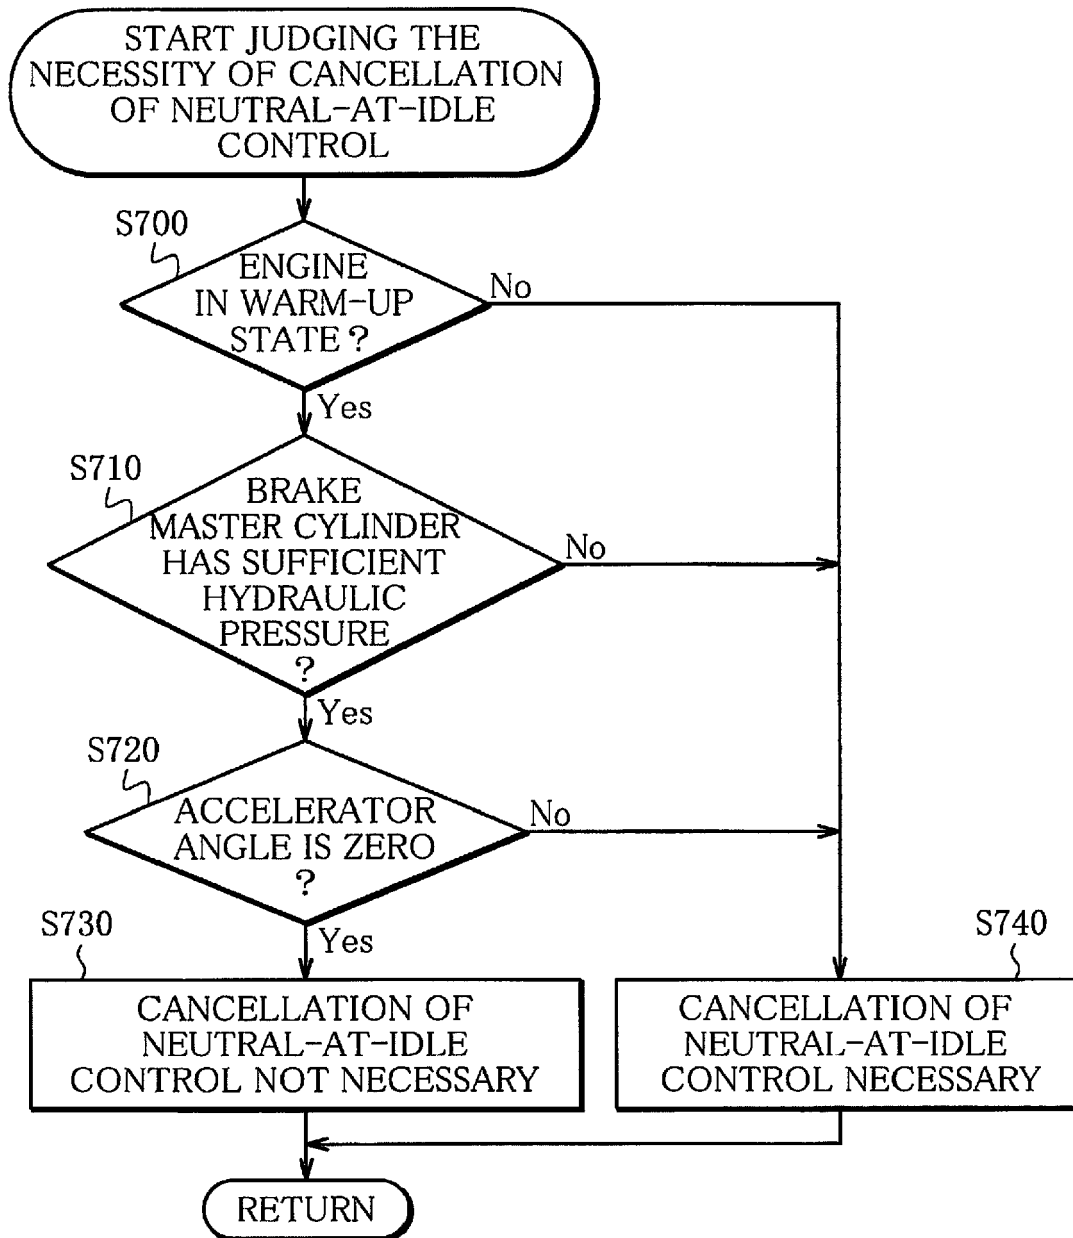 START JUDGING THE
NECESSITY OF CANCELLATION
OF NEUTRAL-AT-IDLE
CONTROL
S700
ENGINE
IN WARM-UP
STATE?
No
Yes
S710
BRAKE
MASTER CYLINDER
HAS SUFFICIENT
HYDRAULIC
PRESSURE
?
No
Yes
S720
ACCELERATOR
ANGLE IS ZERO
?
No
Yes
S730
CANCELLATION OF
NEUTRAL-AT-IDLE
CONTROL NOT NECESSARY
S740
CANCELLATION OF
NEUTRAL-AT-IDLE
CONTROL NECESSARY
RETURN